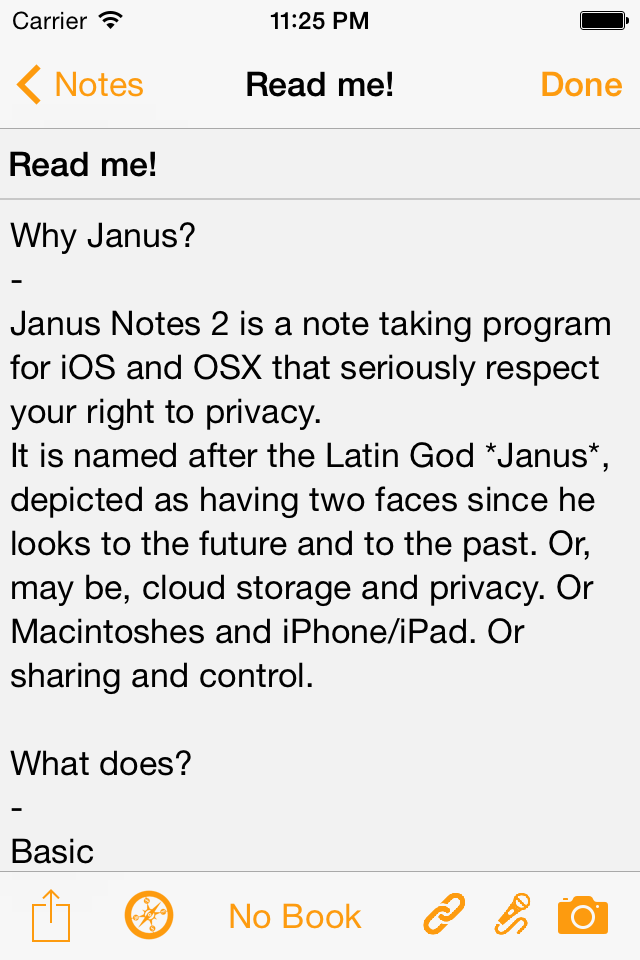 Carrier 11:25 PM
Notes Read me! Done
Read me!
Why Janus?
-
Janus Notes 2 is a note taking program
for iOS and OSX that seriously respect
your right to privacy.
It is named after the Latin God *Janus*,
depicted as having two faces since he
looks to the future and to the past. Or,
may be, cloud storage and privacy. Or
Macintoshes and iPhone/iPad. Or
sharing and control.
What does?
-
Basic
No Book